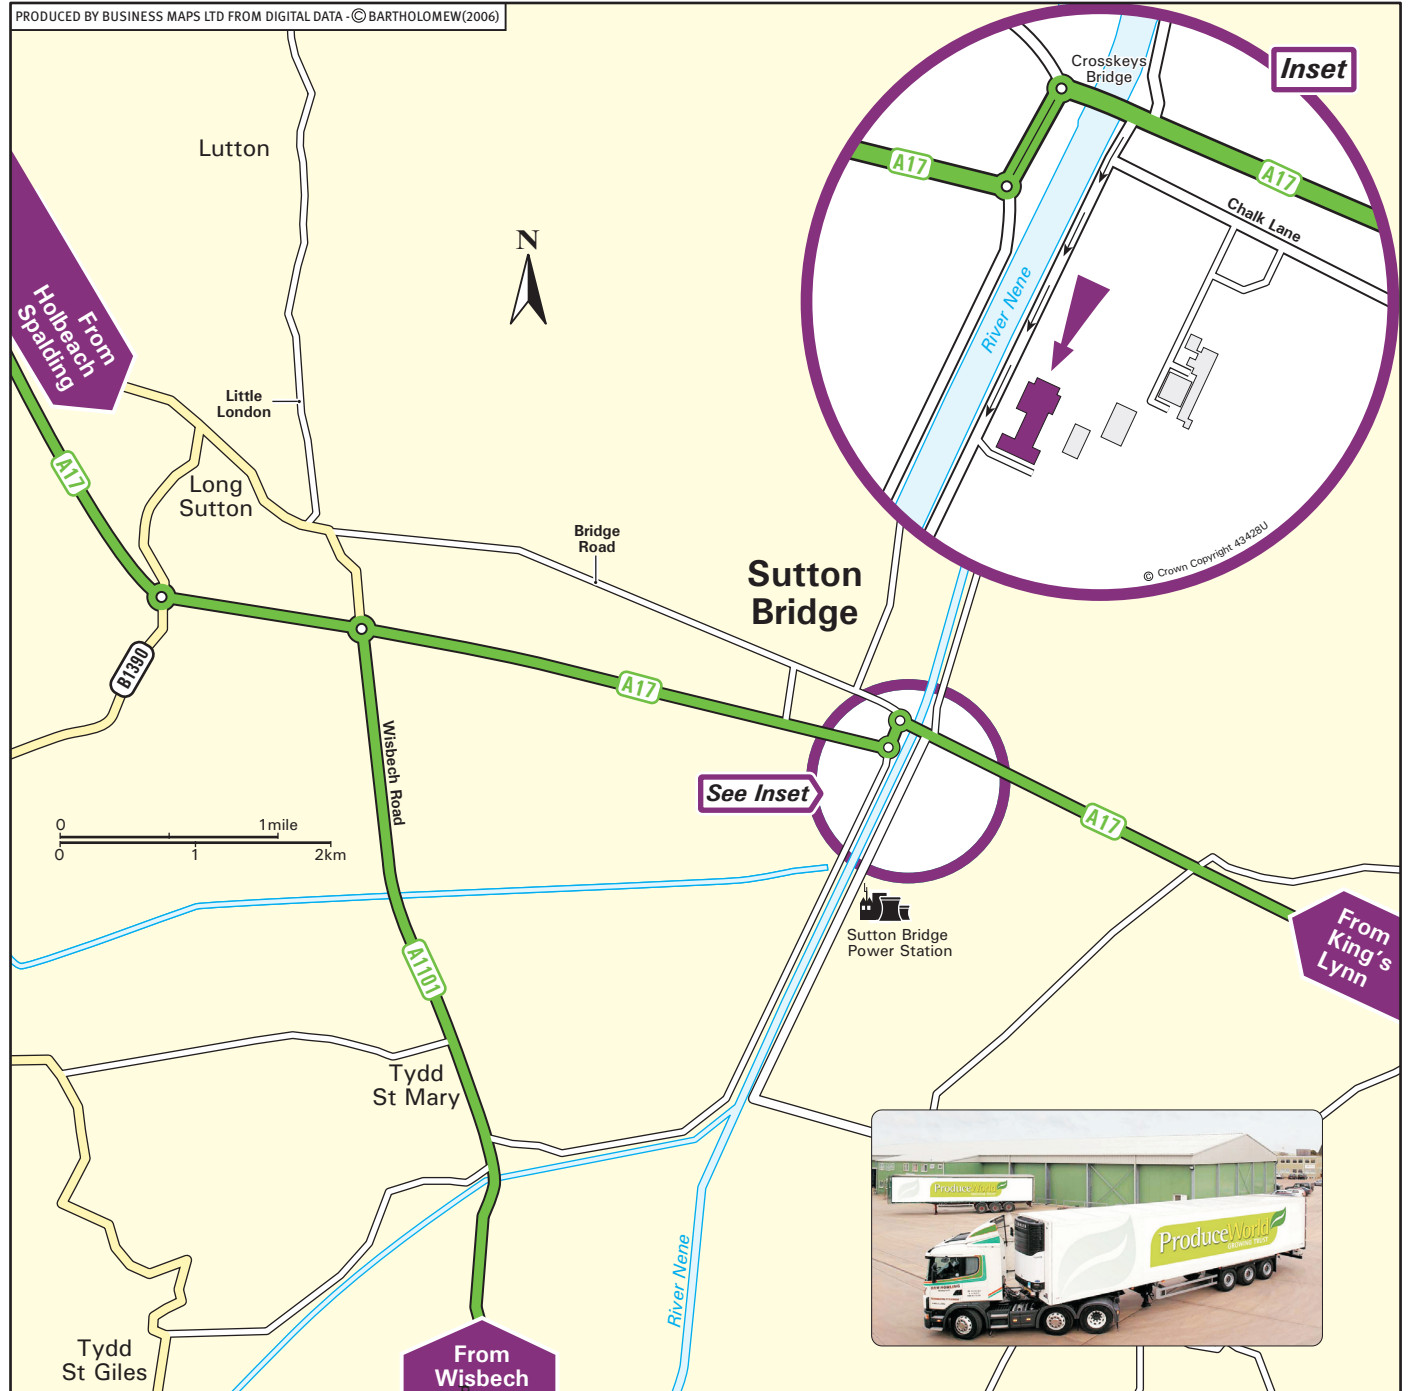 PRODUCED BY BUSINESS MAPS LTD FROM DIGITAL DATA - © BARTHOLOMEW(2006)
Inset
Crosskeys
Bridge
A17
A17
Chalk Lane
River Nene
© Crown Copyright 43428U
Lutton
N
From
Holbeach
Spalding
Little
London
A17
Long
Sutton
Bridge
Road
Sutton
Bridge
B1390
A17
Wisbech Road
See Inset
A17
0 1mile
0 1 2km
Sutton Bridge
Power Station
From
King's
Lynn
A1101
Tydd
St Mary
River Nene
Tydd
St Giles
From
Wisbech
ProduceWorld
ProduceWorld
GROWING TRUST